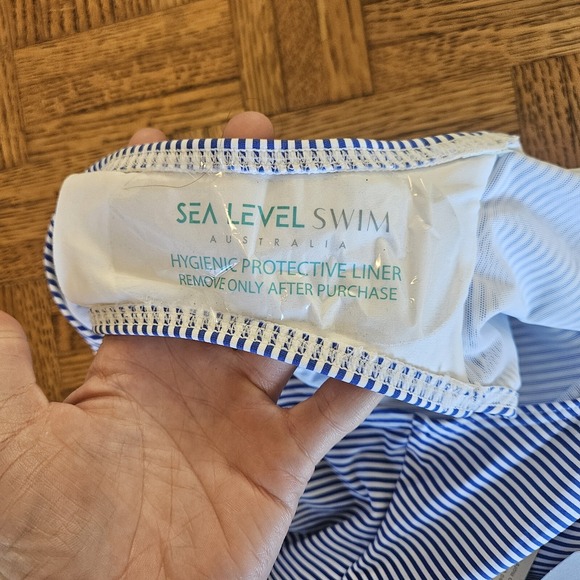 SEA LEVEL SWIM
AUSTRALIA
HYGIENIC PROTECTIVE LINER
REMOVE ONLY AFTER PURCHASE